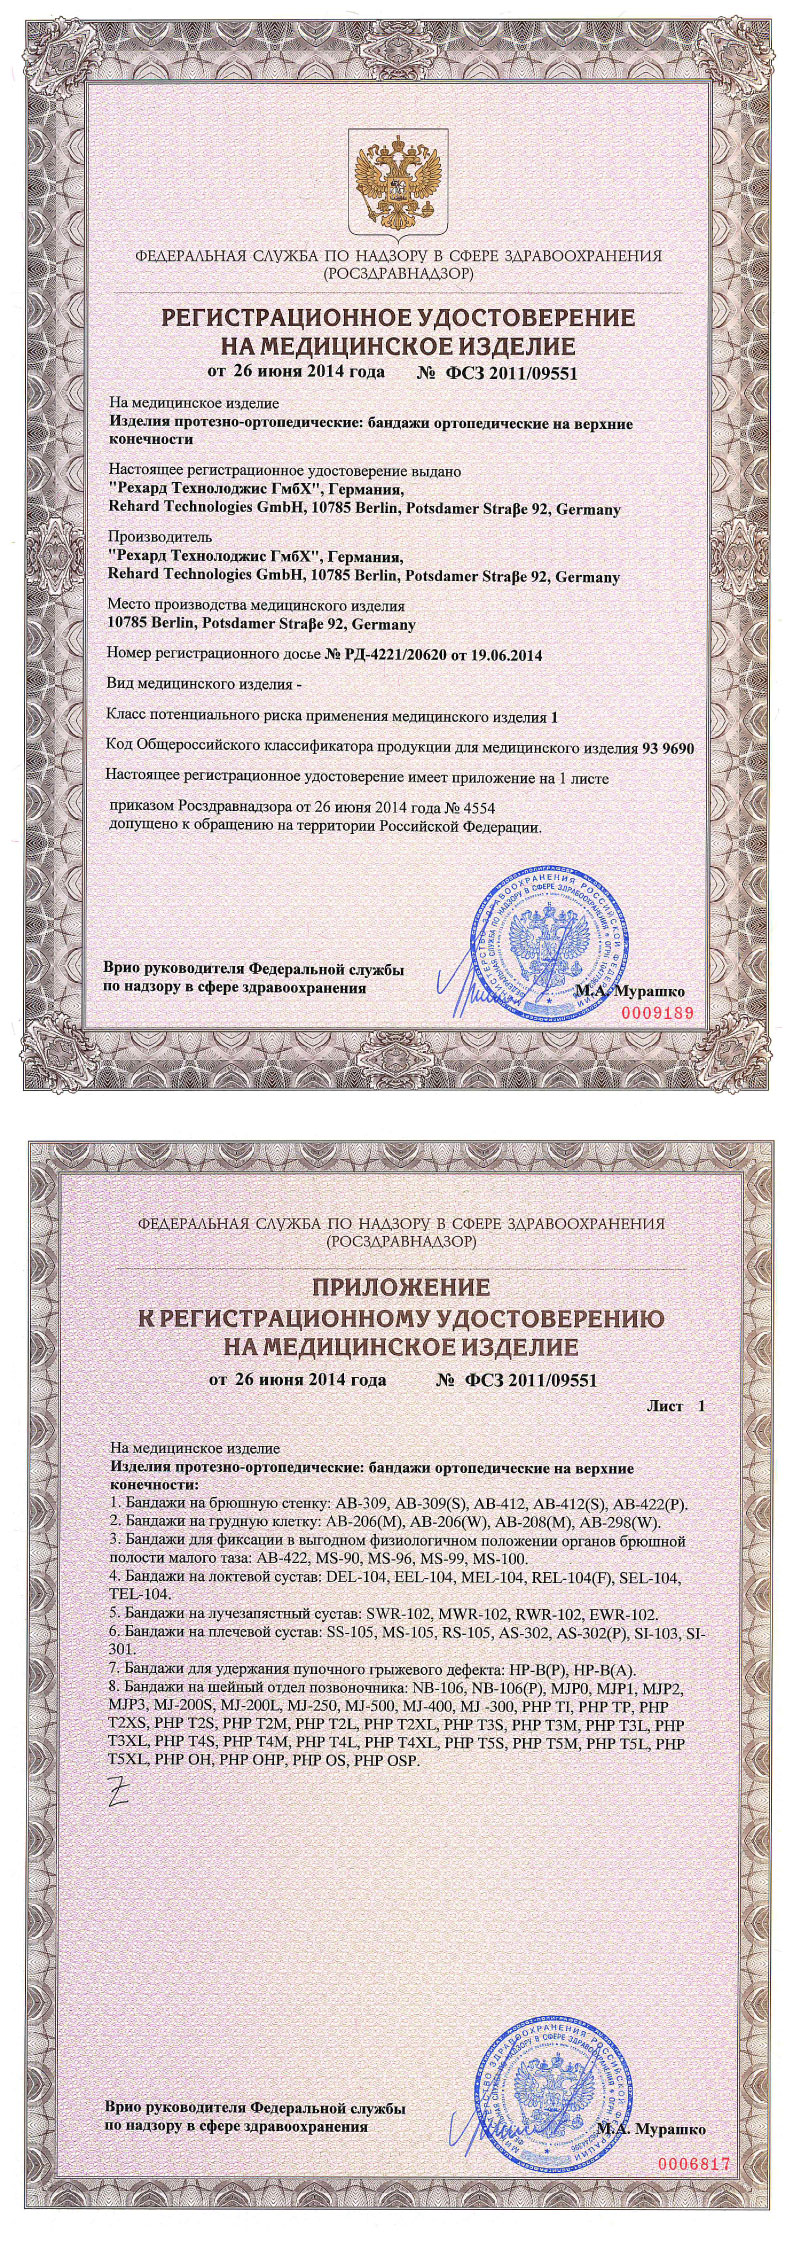 ФЕДЕРАЛЬНАЯ СЛУЖБА ПО НАДЗОРУ В СФЕРЕ ЗДРАВООХРАНЕНИЯ
(РОСЗДРАВНАДЗОР)
РЕГИСТРАЦИОННОЕ УДОСТОВЕРЕНИЕ
НА МЕДИЦИНСКОЕ ИЗДЕЛИЕ
от 26 июня 2014 года № ФСЗ 2011/09551
На медицинское изделие
Изделия протезно-ортопедические: бандажи ортопедические на верхние
конечности
Настоящее регистрационное удостоверение выдано
"Рехард Технолоджис ГмбХ", Германия,
Rehard Technologies GmbH, 10785 Berlin, Potsdamer Straβe 92, Germany
Производитель
"Рехард Технолоджис ГмбХ", Германия,
Rehard Technologies GmbH, 10785 Berlin, Potsdamer Straβe 92, Germany
Место производства медицинского изделия
10785 Berlin, Potsdamer Straβe 92, Germany
Номер регистрационного досье № РД-4221/20620 от 19.06.2014
Вид медицинского изделия -
Класс потенциального риска применения медицинского изделия 1
Код Общероссийского классификатора продукции для медицинского изделия 93 9690
Настоящее регистрационное удостоверение имеет приложение на 1 листе
приказом Росздравнадзора от 26 июня 2014 года № 4554
допущено к обращению на территории Российской Федерации.
Врио руководителя Федеральной службы
по надзору в сфере здравоохранения
М.А. Мурашко
0009189
ФЕДЕРАЛЬНАЯ СЛУЖБА ПО НАДЗОРУ В СФЕРЕ ЗДРАВООХРАНЕНИЯ
(РОСЗДРАВНАДЗОР)
ПРИЛОЖЕНИЕ
К РЕГИСТРАЦИОННОМУ УДОСТОВЕРЕНИЮ
НА МЕДИЦИНСКОЕ ИЗДЕЛИЕ
от 26 июня 2014 года № ФСЗ 2011/09551
Лист 1
На медицинское изделие
Изделия протезно-ортопедические: бандажи ортопедические на верхние
конечности:
1. Бандажи на брюшную стенку: AB-309, AB-309(S), AB-412, AB-412(S), AB-422(P).
2. Бандажи на грудную клетку: AB-206(M), AB-206(W), AB-208(M), AB-298(W).
3. Бандажи для фиксации в выгодном физиологичном положении органов брюшной
полости малого таза: AB-422, MS-90, MS-96, MS-99, MS-100.
4. Бандажи на локтевой сустав: DEL-104, EEL-104, MEL-104, REL-104(F), SEL-104,
TEL-104.
5. Бандажи на лучезапястный сустав: SWR-102, MWR-102, RWR-102, EWR-102.
6. Бандажи на плечевой сустав: SS-105, MS-105, RS-105, AS-302, AS-302(P), SI-103, SI-
301.
7. Бандажи для удержания пупочного грыжевого дефекта: HP-B(P), HP-B(A).
8. Бандажи на шейный отдел позвоночника: NB-106, NB-106(P), MJP0, MJP1, MJP2,
MJP3, MJ-200S, MJ-200L, MJ-250, MJ-500, MJ-400, MJ -300, PHP TI, PHP TP, PHP
T2XS, PHP T2S, PHP T2M, PHP T2L, PHP T2XL, PHP T3S, PHP T3M, PHP T3L, PHP
T3XL, PHP T4S, PHP T4M, PHP T4L, PHP T4XL, PHP T5S, PHP T5M, PHP T5L, PHP
T5XL, PHP OH, PHP OHP, PHP OS, PHP OSP.
Врио руководителя Федеральной службы
по надзору в сфере здравоохранения
М.А. Мурашко
0006817